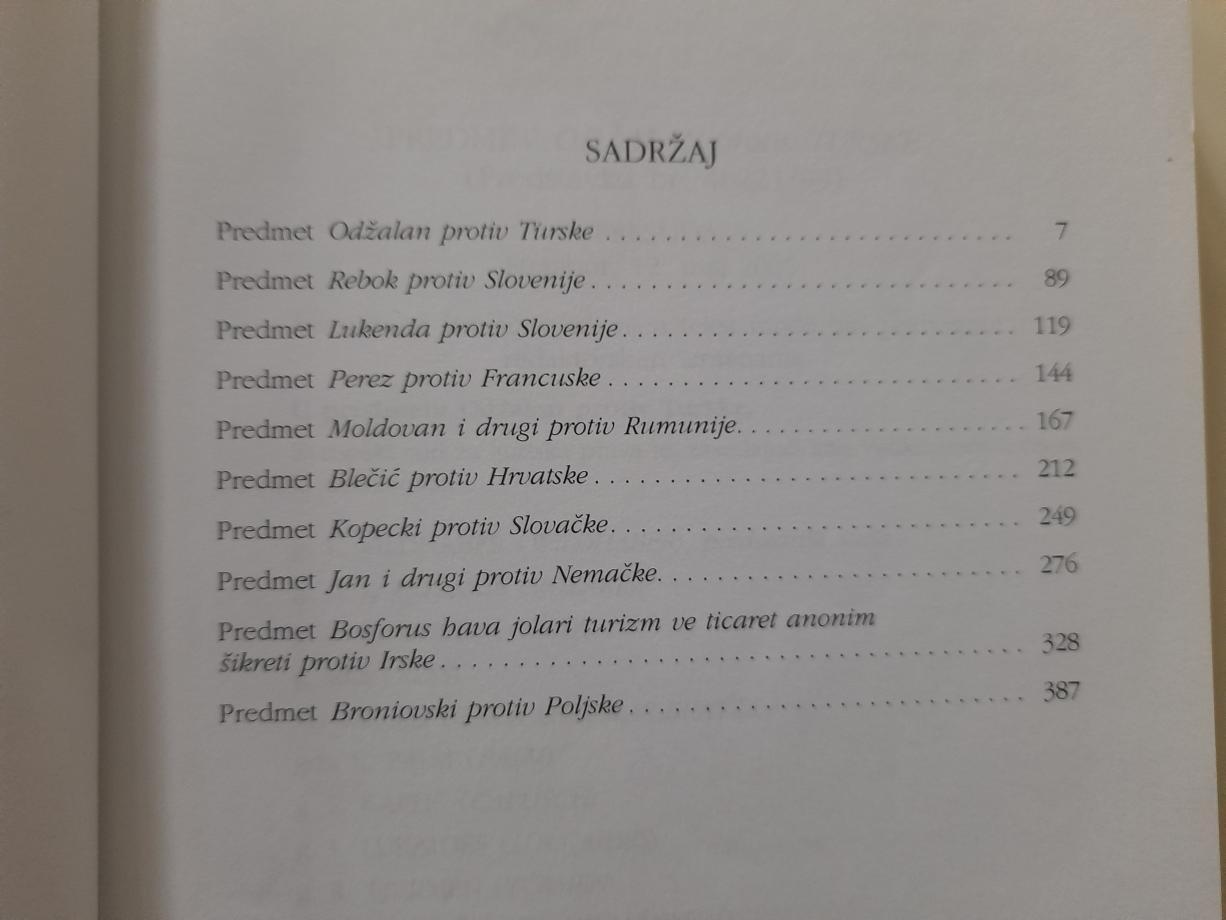 SADRŽAJ
Predmet Odžalan protiv Turske . . . . . . . . . . . . . . . . . . . . . . . . . . . . 7
Predmet Rebok protiv Slovenije . . . . . . . . . . . . . . . . . . . . . . . . . . . . . 89
Predmet Lukenda protiv Slovenije . . . . . . . . . . . . . . . . . . . . . . . . . . . 119
Predmet Perez protiv Francuske . . . . . . . . . . . . . . . . . . . . . . . . . . . . 144
Predmet Moldovan i drugi protiv Rumunije. . . . . . . . . . . . . . . . . . . . . 167
Predmet Blečić protiv Hrvatske . . . . . . . . . . . . . . . . . . . . . . . . . . . . . 212
Predmet Kopecki protiv Slovačke. . . . . . . . . . . . . . . . . . . . . . . . . . . . 249
Predmet Jan i drugi protiv Nemačke. . . . . . . . . . . . . . . . . . . . . . . . . 276
Predmet Bosforus hava jolari turizm ve ticaret anonim
šikreti protiv Irske . . . . . . . . . . . . . . . . . . . . . . . . . . . . . . . . . . . . . . 328
Predmet Broniovski protiv Poljske . . . . . . . . . . . . . . . . . . . . . . . . . . . 387